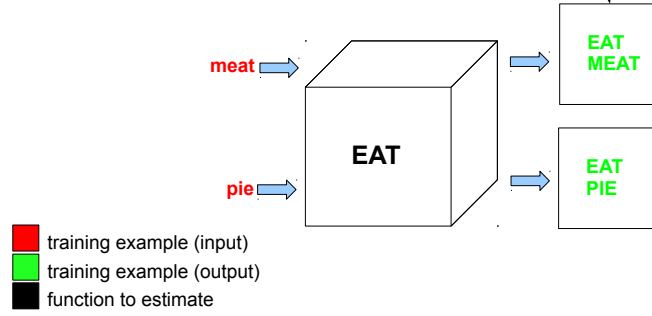 meat
EAT
MEAT
EAT
pie
EAT
PIE
training example (input)
training example (output)
function to estimate